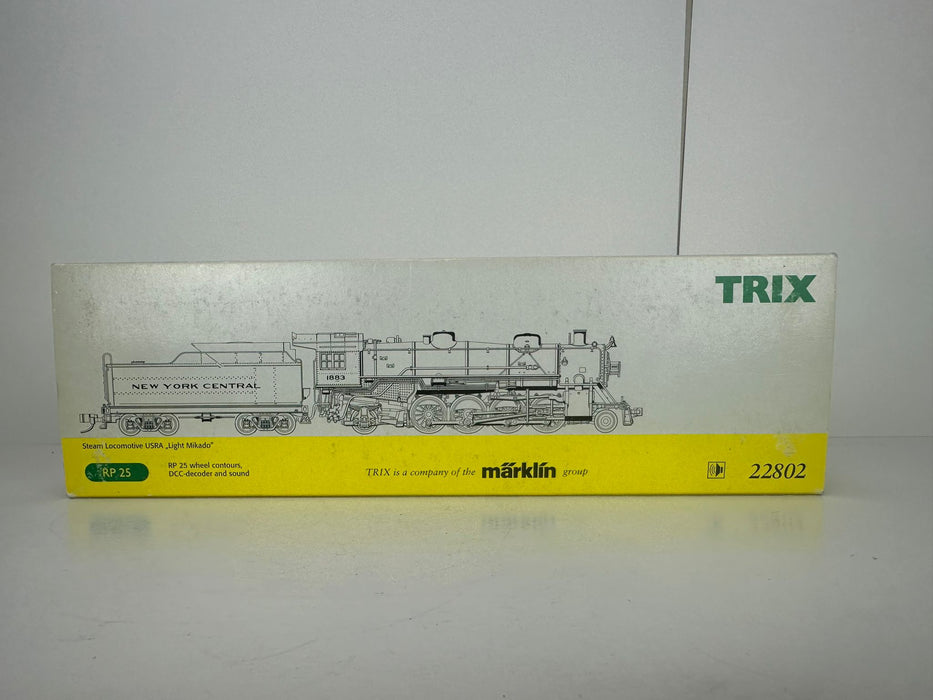 TRIX
1883
NEW YORK CENTRAL
Steam Locomotive USRA „Light Mikado"
RP 25
RP 25 wheel contours,
DCC-decoder and sound
TRIX is a company of the märklin group
22802